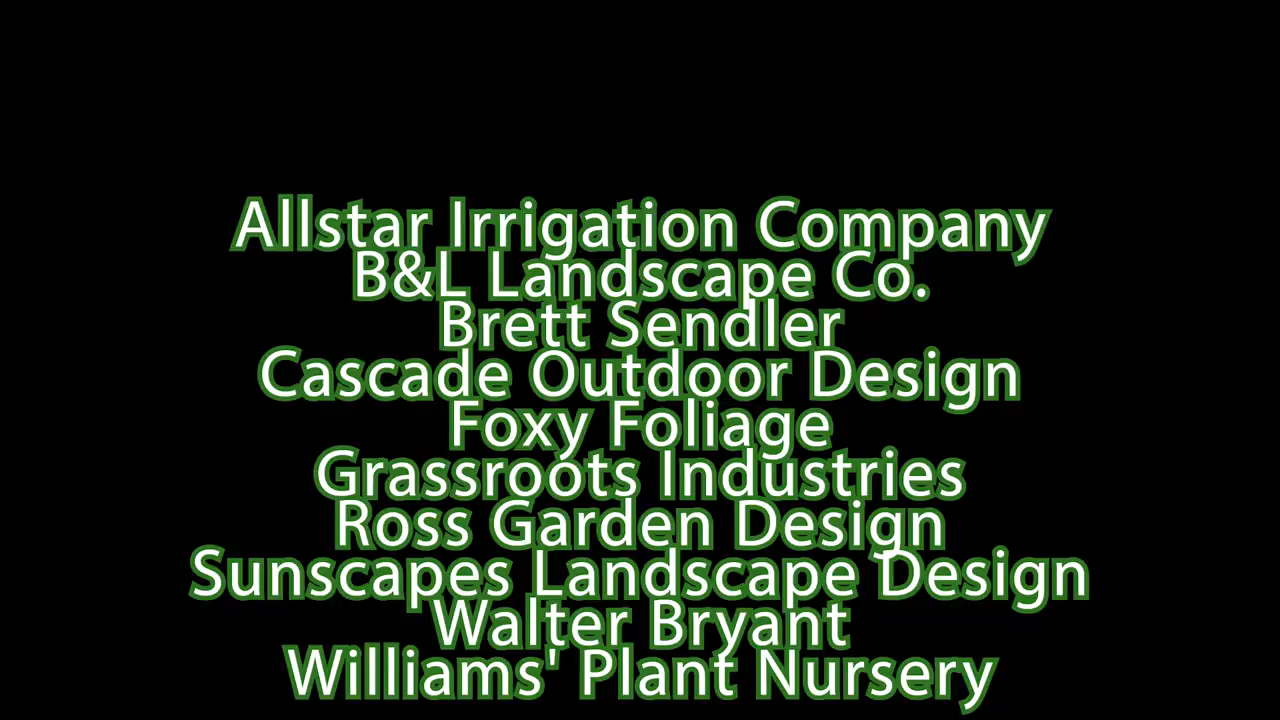 Allstar Irrigation Company
B&L Landscape Co.
Brett Sendler
Cascade Outdoor Design
Foxy Foliage
Grassroots Industries
Ross Garden Design
Sunscapes Landscape Design
Walter Bryant
Williams' Plant Nursery